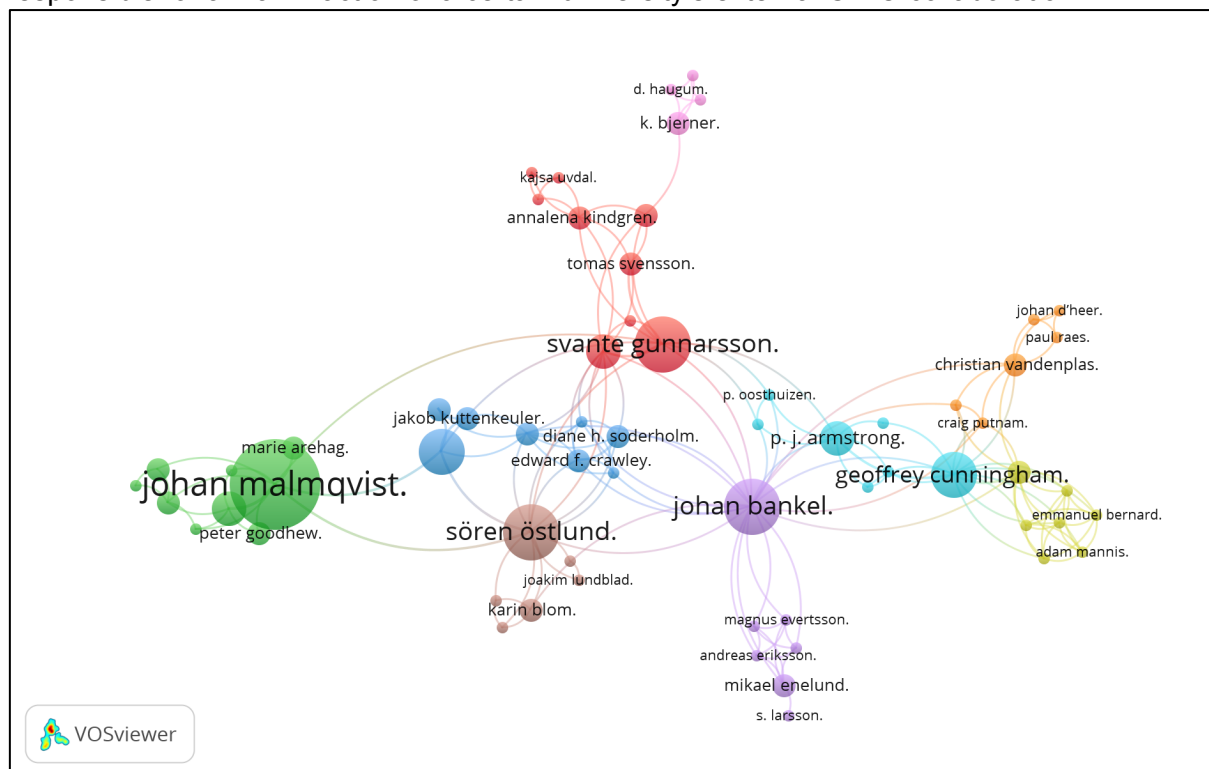 d. haugum.
k. bjerner.
kajsa uvdal.
annalena kindgren.
tomas svensson.
svante gunnarsson.
johan d'heer.
paul raes.
christian vandenplas.
p. oosthuizen.
craig putnam.
jakob kuttenkeuler.
diane h. soderholm.
p. j. armstrong.
marie arehag.
edward f. crawley.
geoffrey cunningham.
johan malmqvist.
johan bankel.
emmanuel bernard.
peter goodhew.
sören östlund.
adam mannis.
joakim lundblad.
karin blom.
magnus evertsson.
andreas eriksson.
mikael enelund.
s. larsson.
VOSviewer